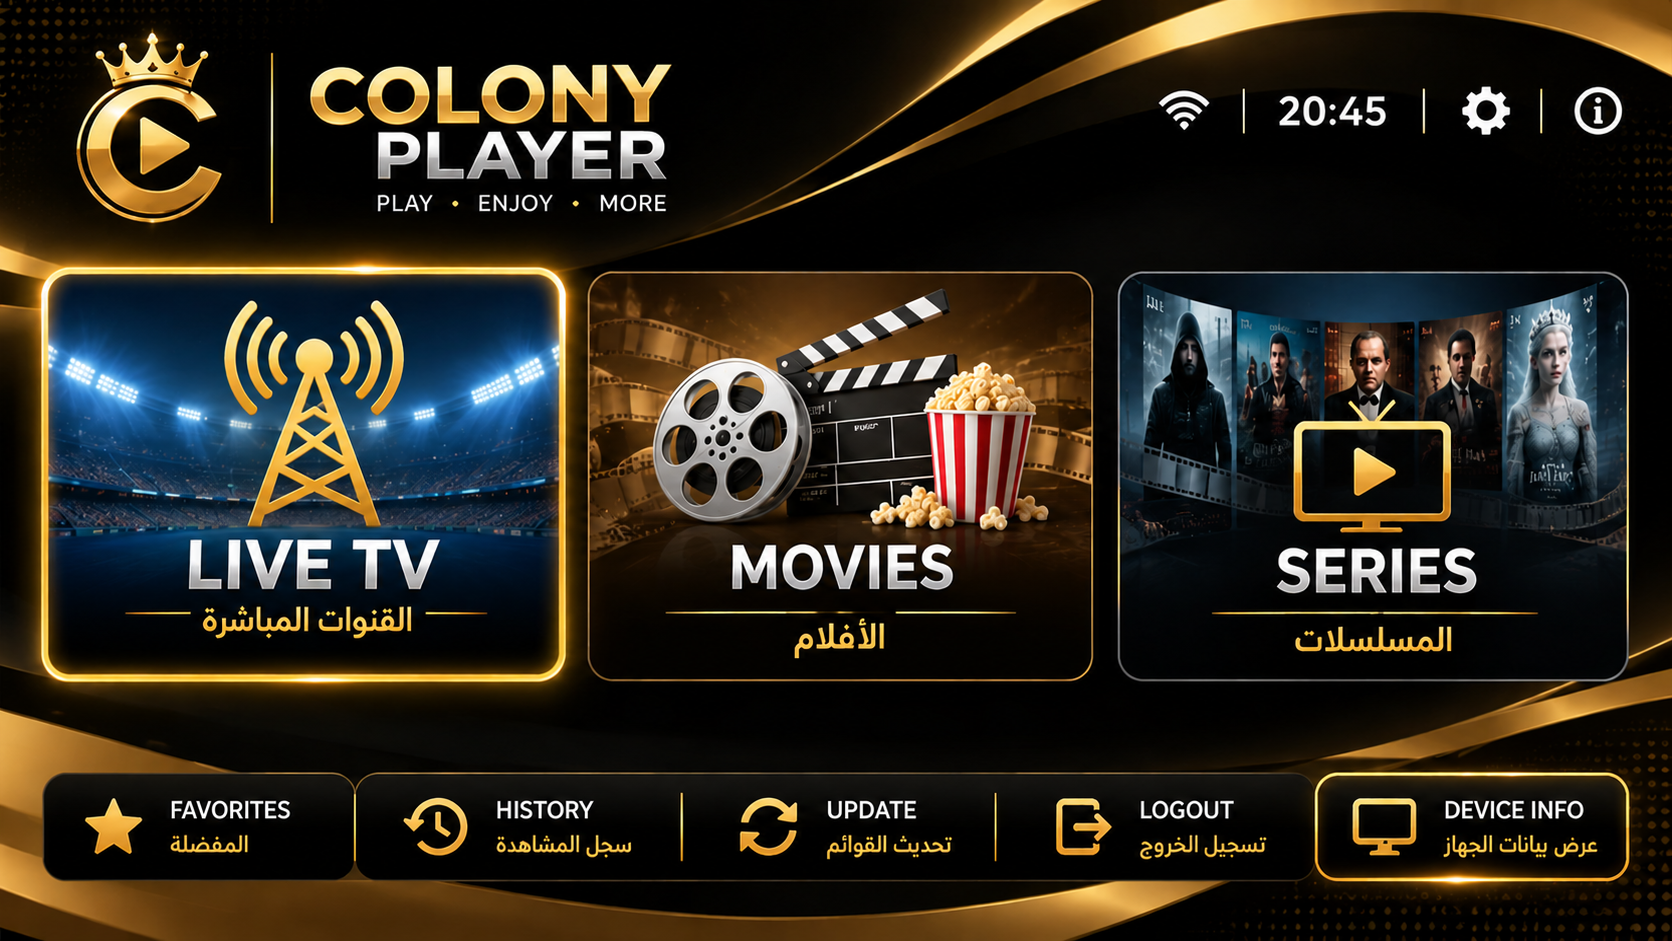 COLONY
PLAYER
PLAY • ENJOY • MORE
20:45
LIVE TV
القنوات المباشرة
MOVIES
الأفلام
SERIES
المسلسلات
FAVORITES
المفضلة
HISTORY
سجل المشاهدة
UPDATE
تحديث القوائم
LOGOUT
تسجيل الخروج
DEVICE INFO
عرض بيانات الجهاز